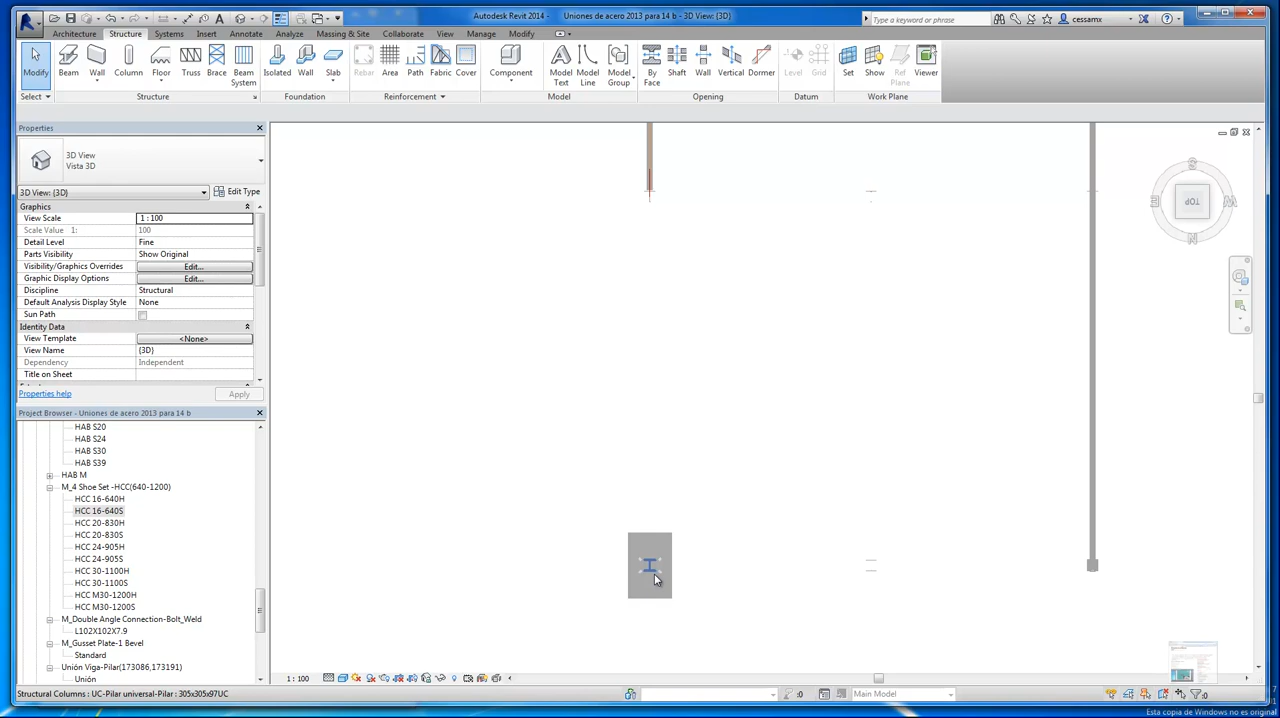 Autodesk Revit 2014 - Uniones de acero 2013 para 14 b - 3D View: {3D}
Type a keyword or phrase
cessamx
Architecture Structure Systems Insert Annotate Analyze Massing & Site Collaborate View Manage Modify
Modify Beam Wall Column Floor Truss Brace Beam System Isolated Wall Slab Rebar Area Path Fabric Cover Component Model Text Model Line Model Group By Face Shaft Wall Vertical Dormer Level Grid Set Show Ref Plane Viewer
Select Structure Foundation Reinforcement Model Opening Datum Work Plane
Properties
3D View
Vista 3D
3D View: {3D} Edit Type
Graphics
View Scale 1 : 100
Scale Value 1: 100
Detail Level Fine
Parts Visibility Show Original
Visibility/Graphics Overrides Edit...
Graphic Display Options Edit...
Discipline Structural
Default Analysis Display Style None
Sun Path
Identity Data
View Template <None>
View Name {3D}
Dependency Independent
Title on Sheet
Properties help Apply
Project Browser - Uniones de acero 2013 para 14 b
HAB S20
HAB S24
HAB S30
HAB S39
HAB M
M_4 Shoe Set -HCC(640-1200)
HCC 16-640H
HCC 16-640S
HCC 20-830H
HCC 20-830S
HCC 24-905H
HCC 24-905S
HCC 30-1100H
HCC 30-1100S
HCC M30-1200H
HCC M30-1200S
M_Double Angle Connection-Bolt_Weld
L102X102X7.9
M_Gusset Plate-1 Bevel
Standard
Unión Viga-Pilar(173086,173191)
Unión
S
TOP
W
N
1 : 100
Structural Columns : UC-Pilar universal-Pilar : 305x305x97UC
:0
Main Model
:0
Esta copia de Windows no es original